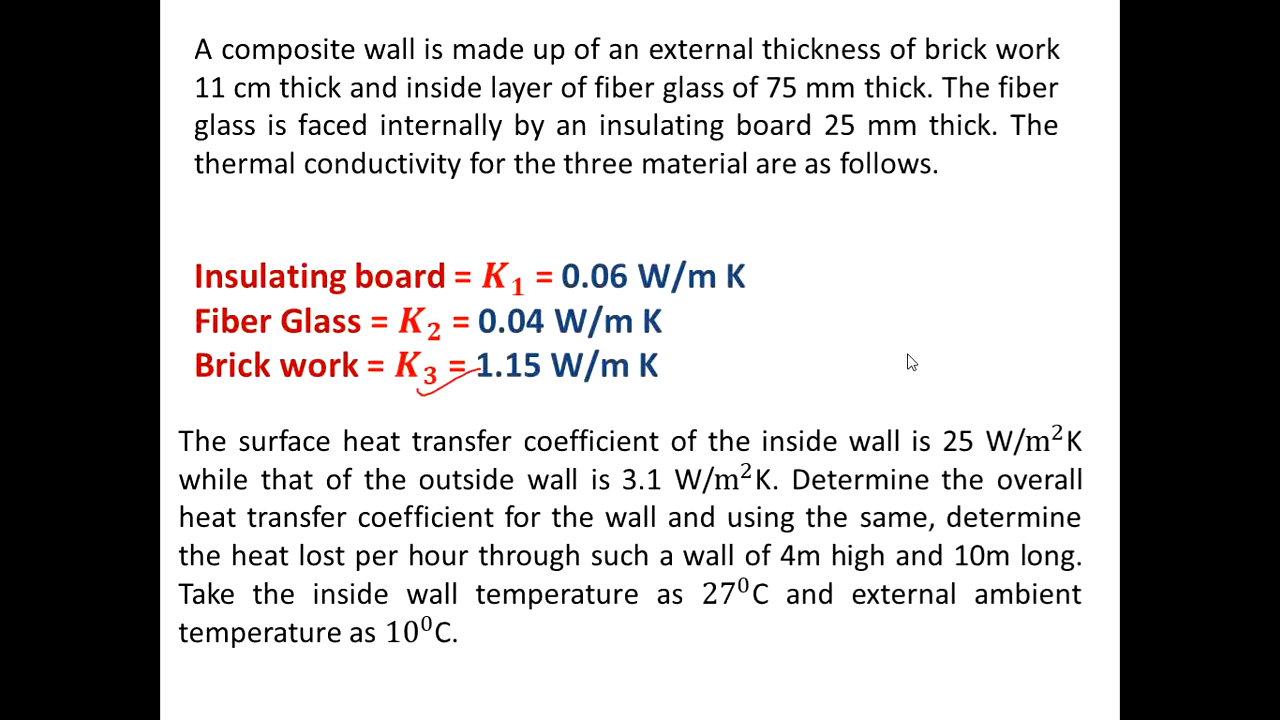 A composite wall is made up of an external thickness of brick work
11 cm thick and inside layer of fiber glass of 75 mm thick. The fiber
glass is faced internally by an insulating board 25 mm thick. The
thermal conductivity for the three material are as follows.
Insulating board = K₁ = 0.06 W/m K
Fiber Glass = K₂ = 0.04 W/m K
Brick work = K₃ = 1.15 W/m K
The surface heat transfer coefficient of the inside wall is 25 W/m²K
while that of the outside wall is 3.1 W/m²K. Determine the overall
heat transfer coefficient for the wall and using the same, determine
the heat lost per hour through such a wall of 4m high and 10m long.
Take the inside wall temperature as 27⁰C and external ambient
temperature as 10⁰C.